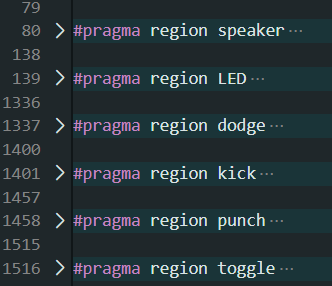 79
80 > #pragma region speaker ···
138
139 > #pragma region LED ···
1336
1337 > #pragma region dodge ···
1400
1401 > #pragma region kick ···
1457
1458 > #pragma region punch ···
1515
1516 > #pragma region toggle ···